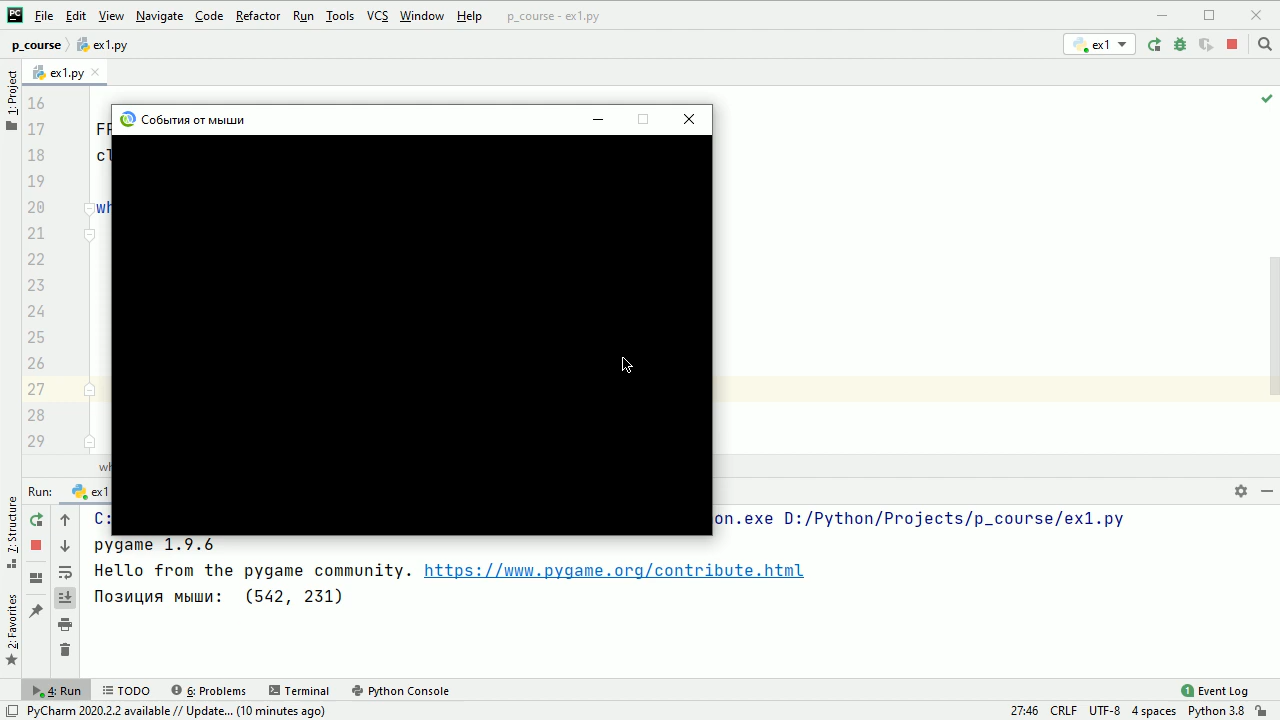 PC File Edit View Navigate Code Refactor Run Tools VCS Window Help p_course - ex1.py
p_course ex1.py ex1
1: Project
ex1.py
16
17
18
19
20
21
22
23
24
25
26
27
28
29
События от мыши
Run: ex1
7: Structure
2: Favorites
on.exe D:/Python/Projects/p_course/ex1.py
pygame 1.9.6
Hello from the pygame community. https://www.pygame.org/contribute.html
Позиция мыши: (542, 231)
4: Run TODO 6: Problems Terminal Python Console 1 Event Log
PyCharm 2020.2.2 available // Update... (10 minutes ago) 27:46 CRLF UTF-8 4 spaces Python 3.8